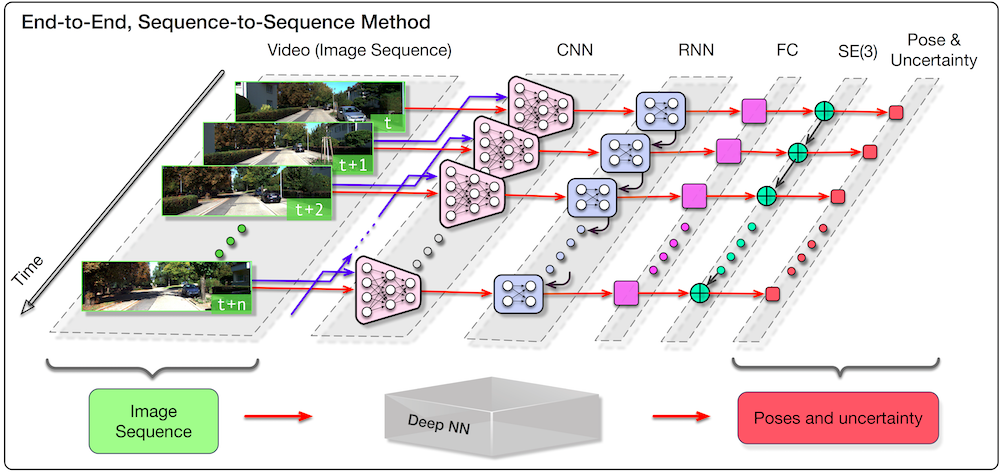 End-to-End, Sequence-to-Sequence Method
Video (Image Sequence)
CNN
RNN
FC
SE(3)
Pose &
Uncertainty
t
t+1
t+2
t+n
Time
Image
Sequence
Deep NN
Poses and uncertainty